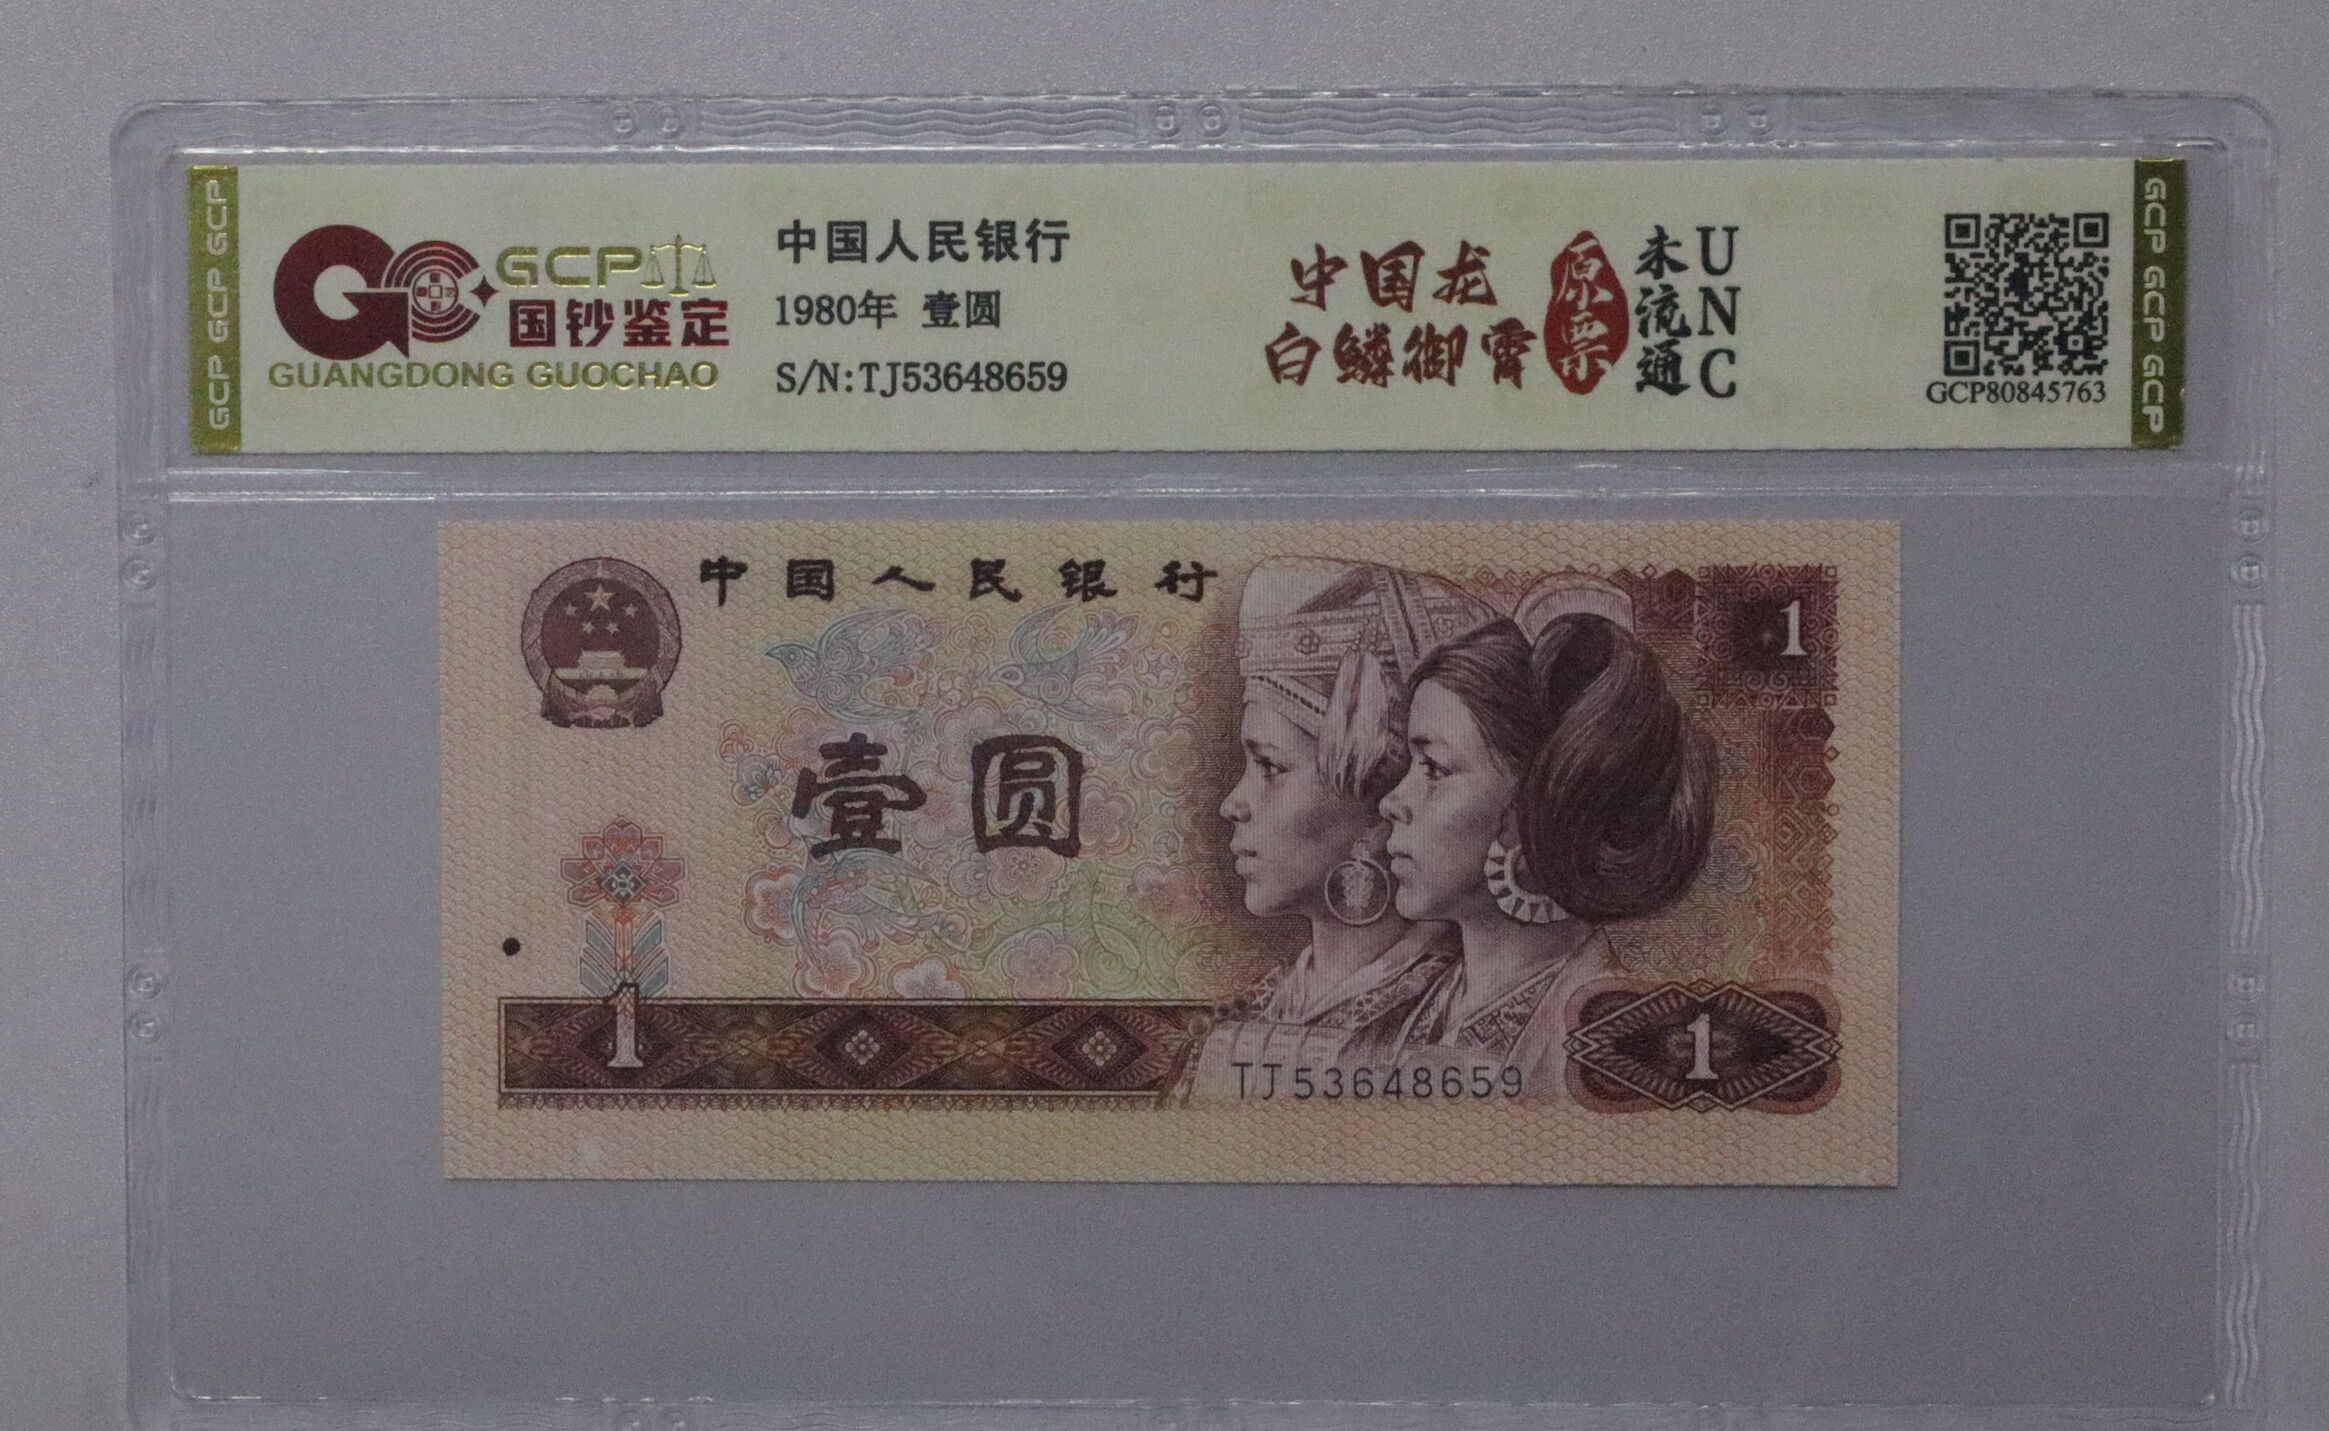 GCP GCP GCP
GCP
国钞鉴定
GUANGDONG GUOCHAO
中国人民银行
1980年 壹圆
S/N:TJ53648659
中国龙
白鳞御霄
原票
未流通
UNC
GCP80845763
GCP GCP GCP
中国人民银行
1
壹圆
1
1
TJ53648659